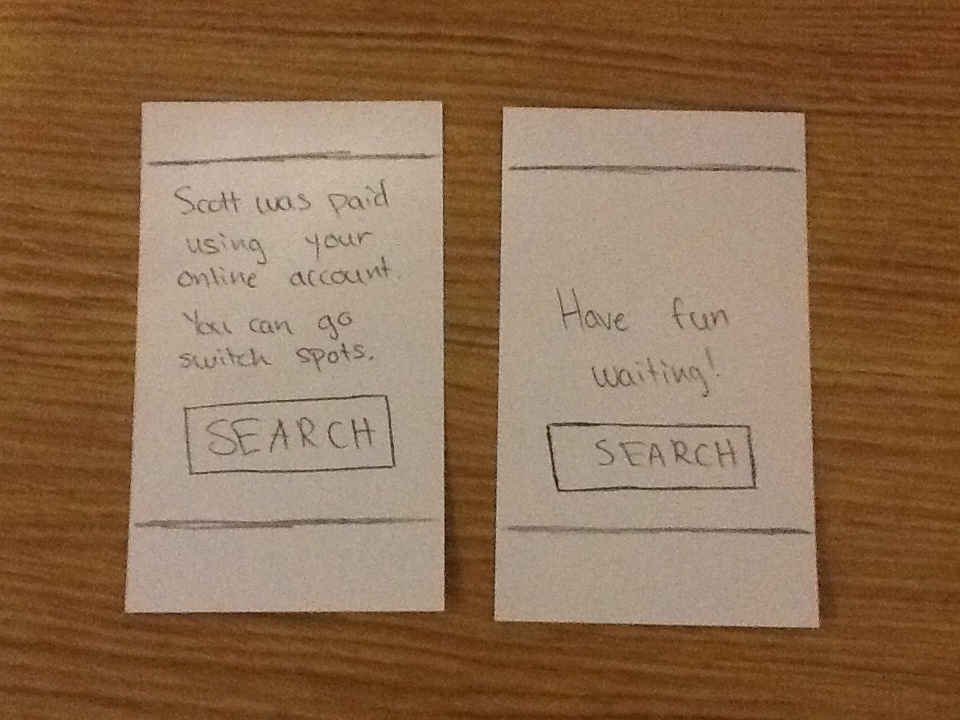 Scott was paid
using your
online account.
You can go
switch spots.
SEARCH
Have fun
waiting!
SEARCH